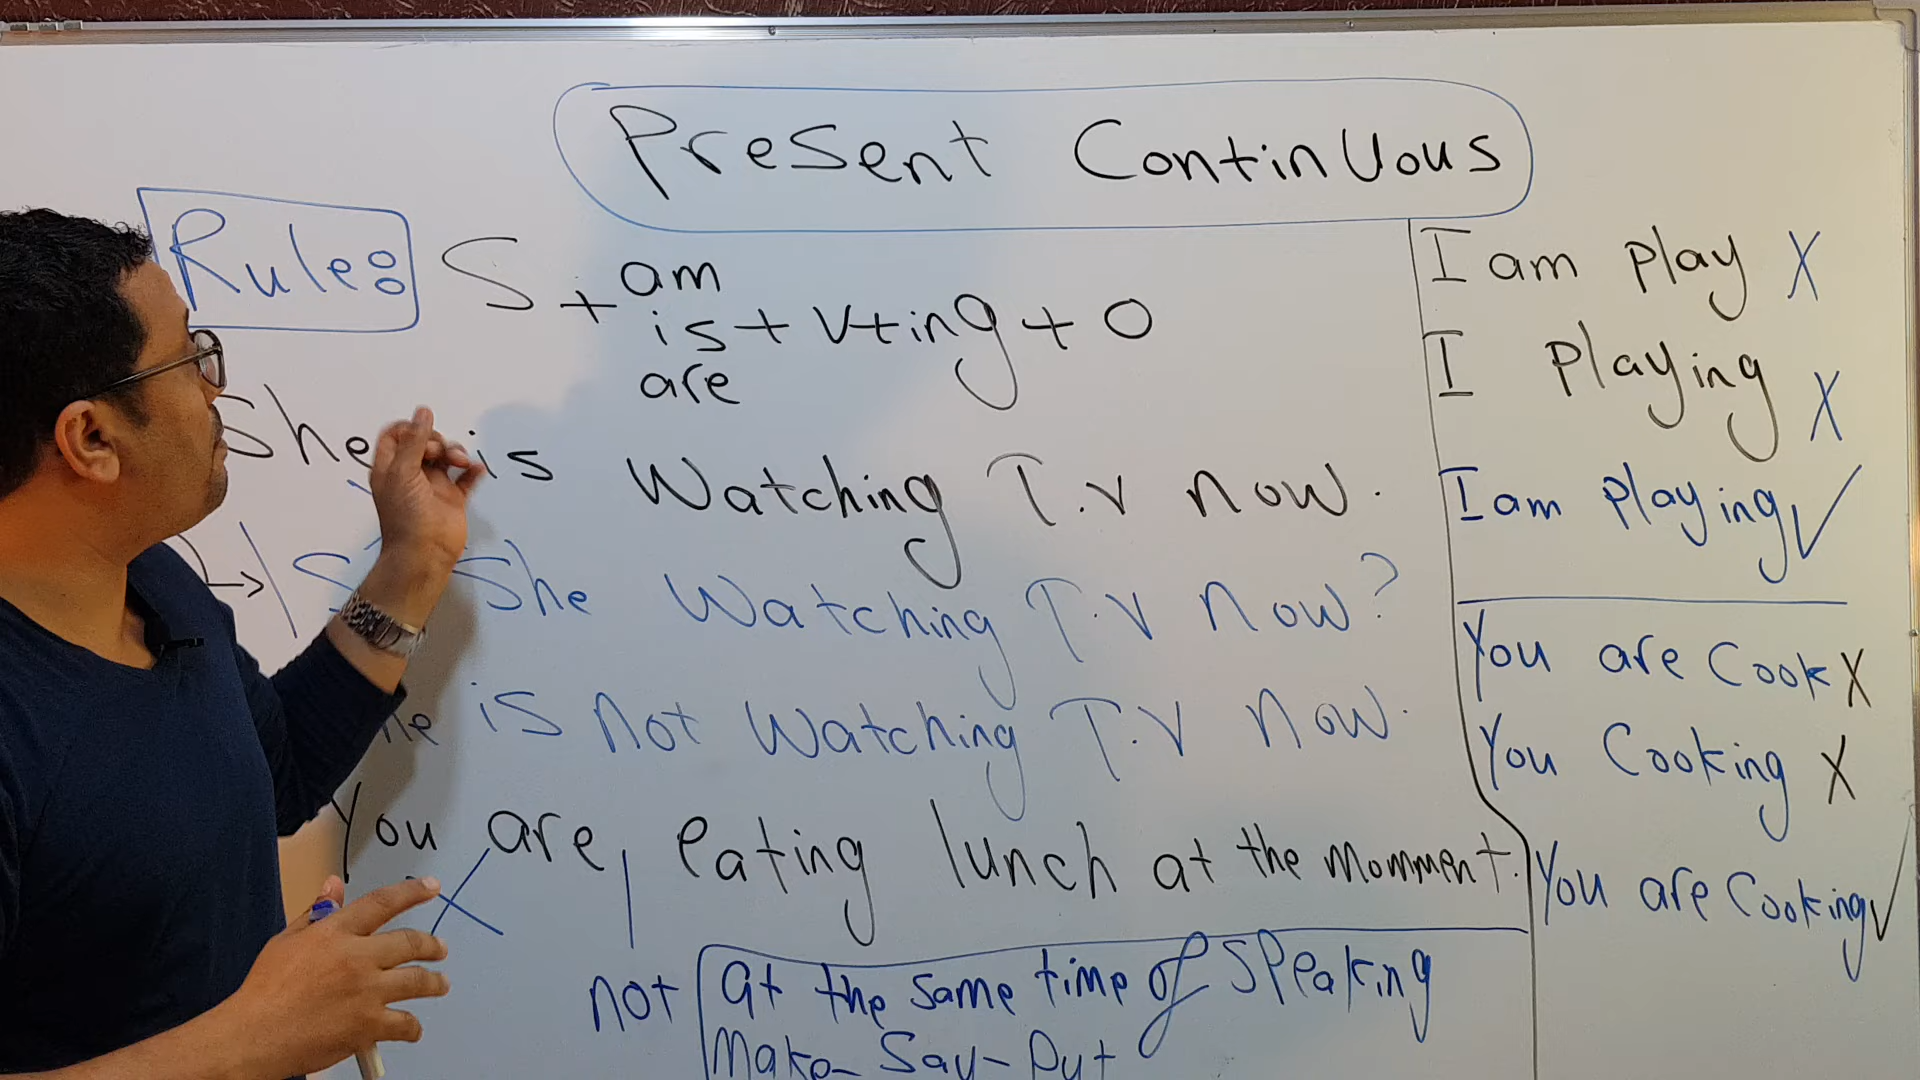 Present Continuous
Rule:
S + am is are + v+ing + O
She is watching T.V now.
She watching T.V now?
is not watching T.V now.
You are, eating lunch at the momment.
not
at the same time of speaking
Make - Say - Put
I am play X
I playing X
I am playing ✓
You are Cook X
You Cooking X
You are Cooking ✓